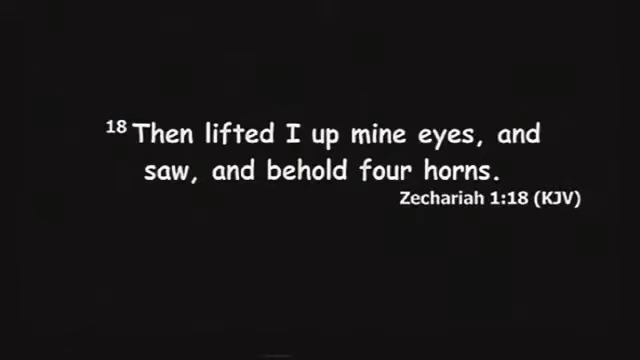 18 Then lifted I up mine eyes, and
saw, and behold four horns.
Zechariah 1:18 (KJV)